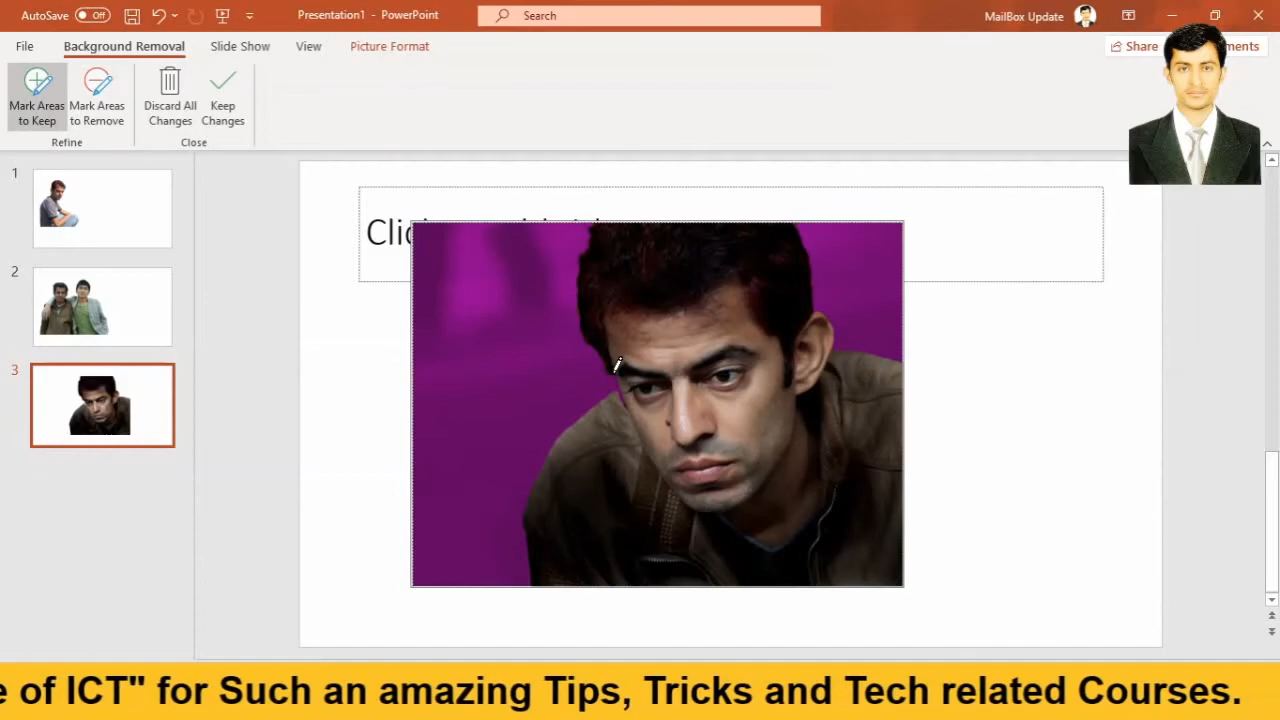 AutoSave Off Presentation1 - PowerPoint Search MailBox Update
File Background Removal Slide Show View Picture Format Share
Mark Areas to Keep
Mark Areas to Remove
Discard All Changes
Keep Changes
Refine Close
1
2
3
"of ICT" for Such an amazing Tips, Tricks and Tech related Courses.